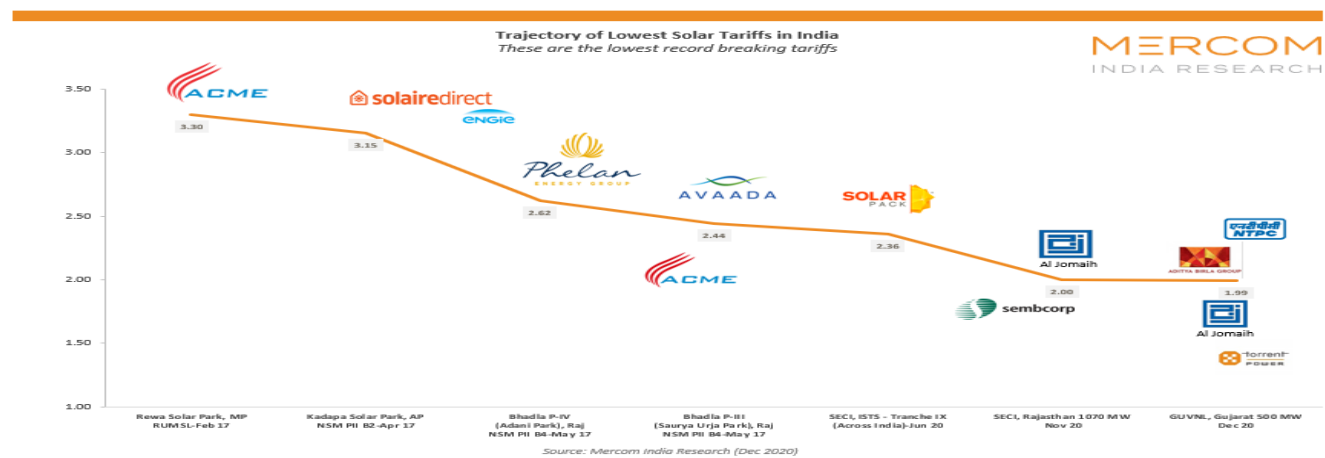 Trajectory of Lowest Solar Tariffs in India
These are the lowest record breaking tariffs
MERCOM
INDIA RESEARCH
3.50
3.00
2.50
2.00
1.50
1.00
ACME
3.30
solairedirect
ENGIE
3.15
Phelan
ENERGY GROUP
2.62
AVAADA
2.44
ACME
SOLAR
PACK
2.36
Al Jomaih
2.00
sembcorp
एनटीपीसी
NTPC
ADITYA BIRLA GROUP
1.99
Al Jomaih
torrent
POWER
Rewa Solar Park, MP
RUMSL-Feb 17
Kadapa Solar Park, AP
NSM PII B2-Apr 17
Bhadla P-IV
(Adani Park), Raj
NSM PII B4-May 17
Bhadla P-III
(Saurya Urja Park), Raj
NSM PII B4-May 17
SECI, ISTS - Tranche IX
(Across India)-Jun 20
SECI, Rajasthan 1070 MW
Nov 20
GUVNL, Gujarat 500 MW
Dec 20
Source: Mercom India Research (Dec 2020)